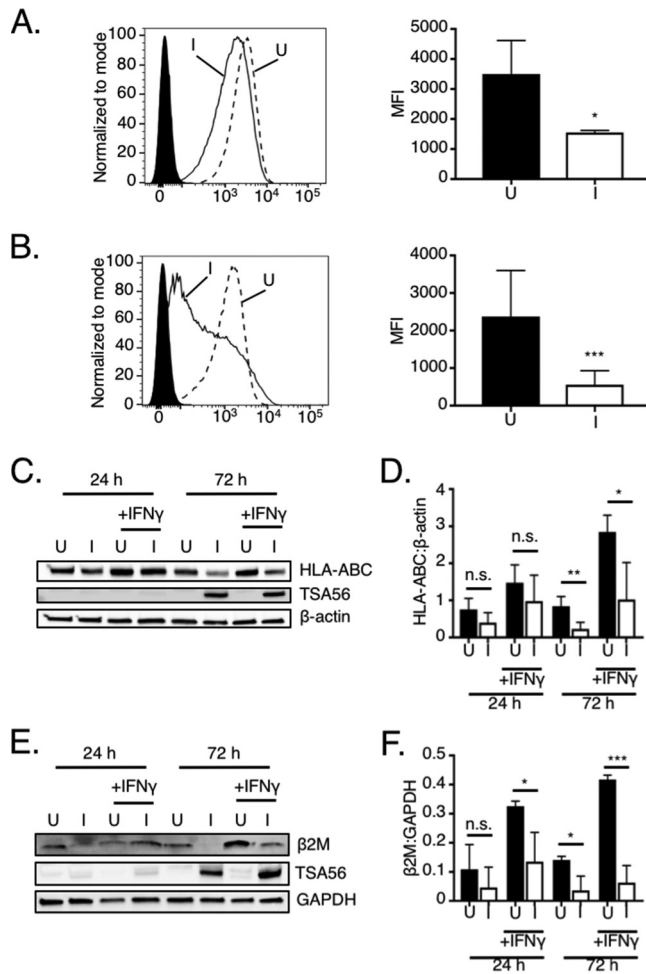 A.
Normalized to mode
100
80
60
40
20
0
0 10³ 10⁴ 10⁵
I
U
MFI
5000
4000
3000
2000
1000
0
*
U I
B.
Normalized to mode
100
80
60
40
20
0
0 10³ 10⁴ 10⁵
I
U
MFI
4000
3000
2000
1000
0
***
U I
C.
24 h 72 h
+IFNγ +IFNγ
U I U I U I U I
HLA-ABC
TSA56
β-actin
D.
HLA-ABC:β-actin
4
3
2
1
0
n.s. n.s. ** *
U I U I U I U I
+IFNγ +IFNγ
24 h 72 h
E.
24 h 72 h
+IFNγ +IFNγ
U I U I U I U I
β2M
TSA56
GAPDH
F.
β2M:GAPDH
0.5
0.4
0.3
0.2
0.1
0.0
n.s. * * ***
U I U I U I U I
+IFNγ +IFNγ
24 h 72 h